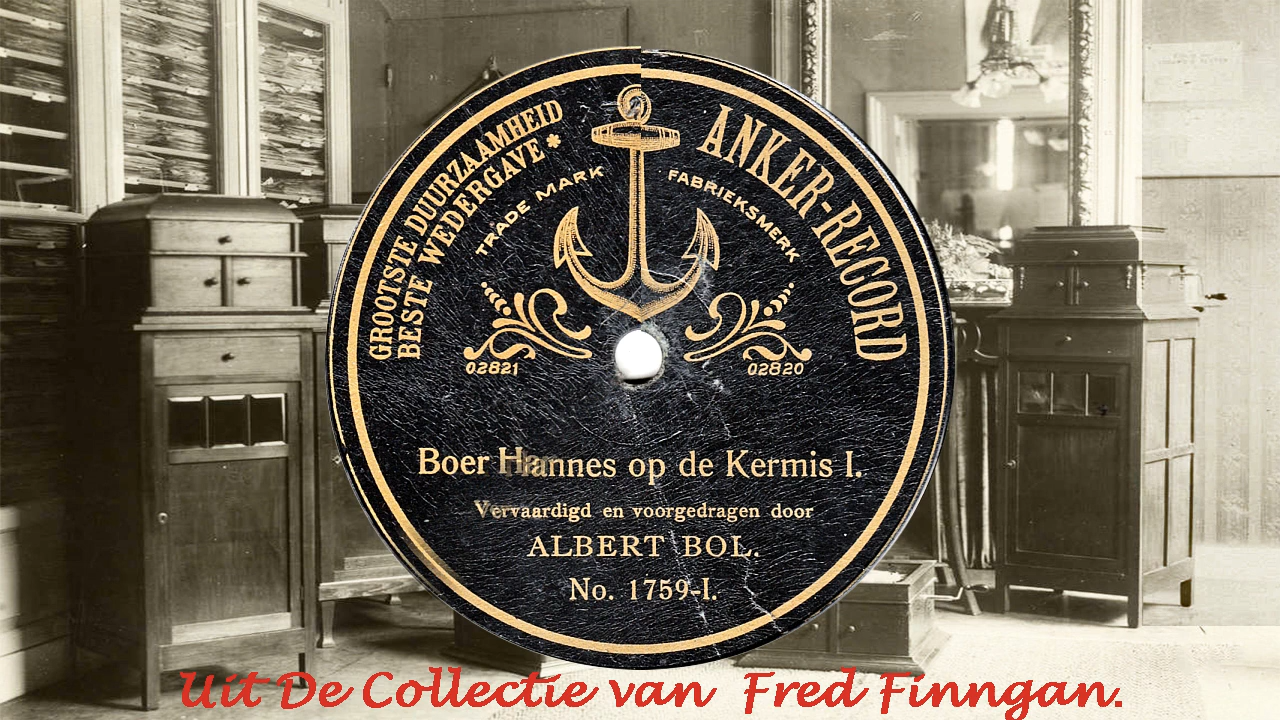 GROOTSTE DUURZAAMHEID
BESTE WEDERGAVE *
ANKER-RECORD
TRADE MARK
FABRIEKSMERK
02821
02820
Boer Hannes op de Kermis I.
Vervaardigd en voorgedragen door
ALBERT BOL.
No. 1759-I.
Uit De Collectie van Fred Finngan.